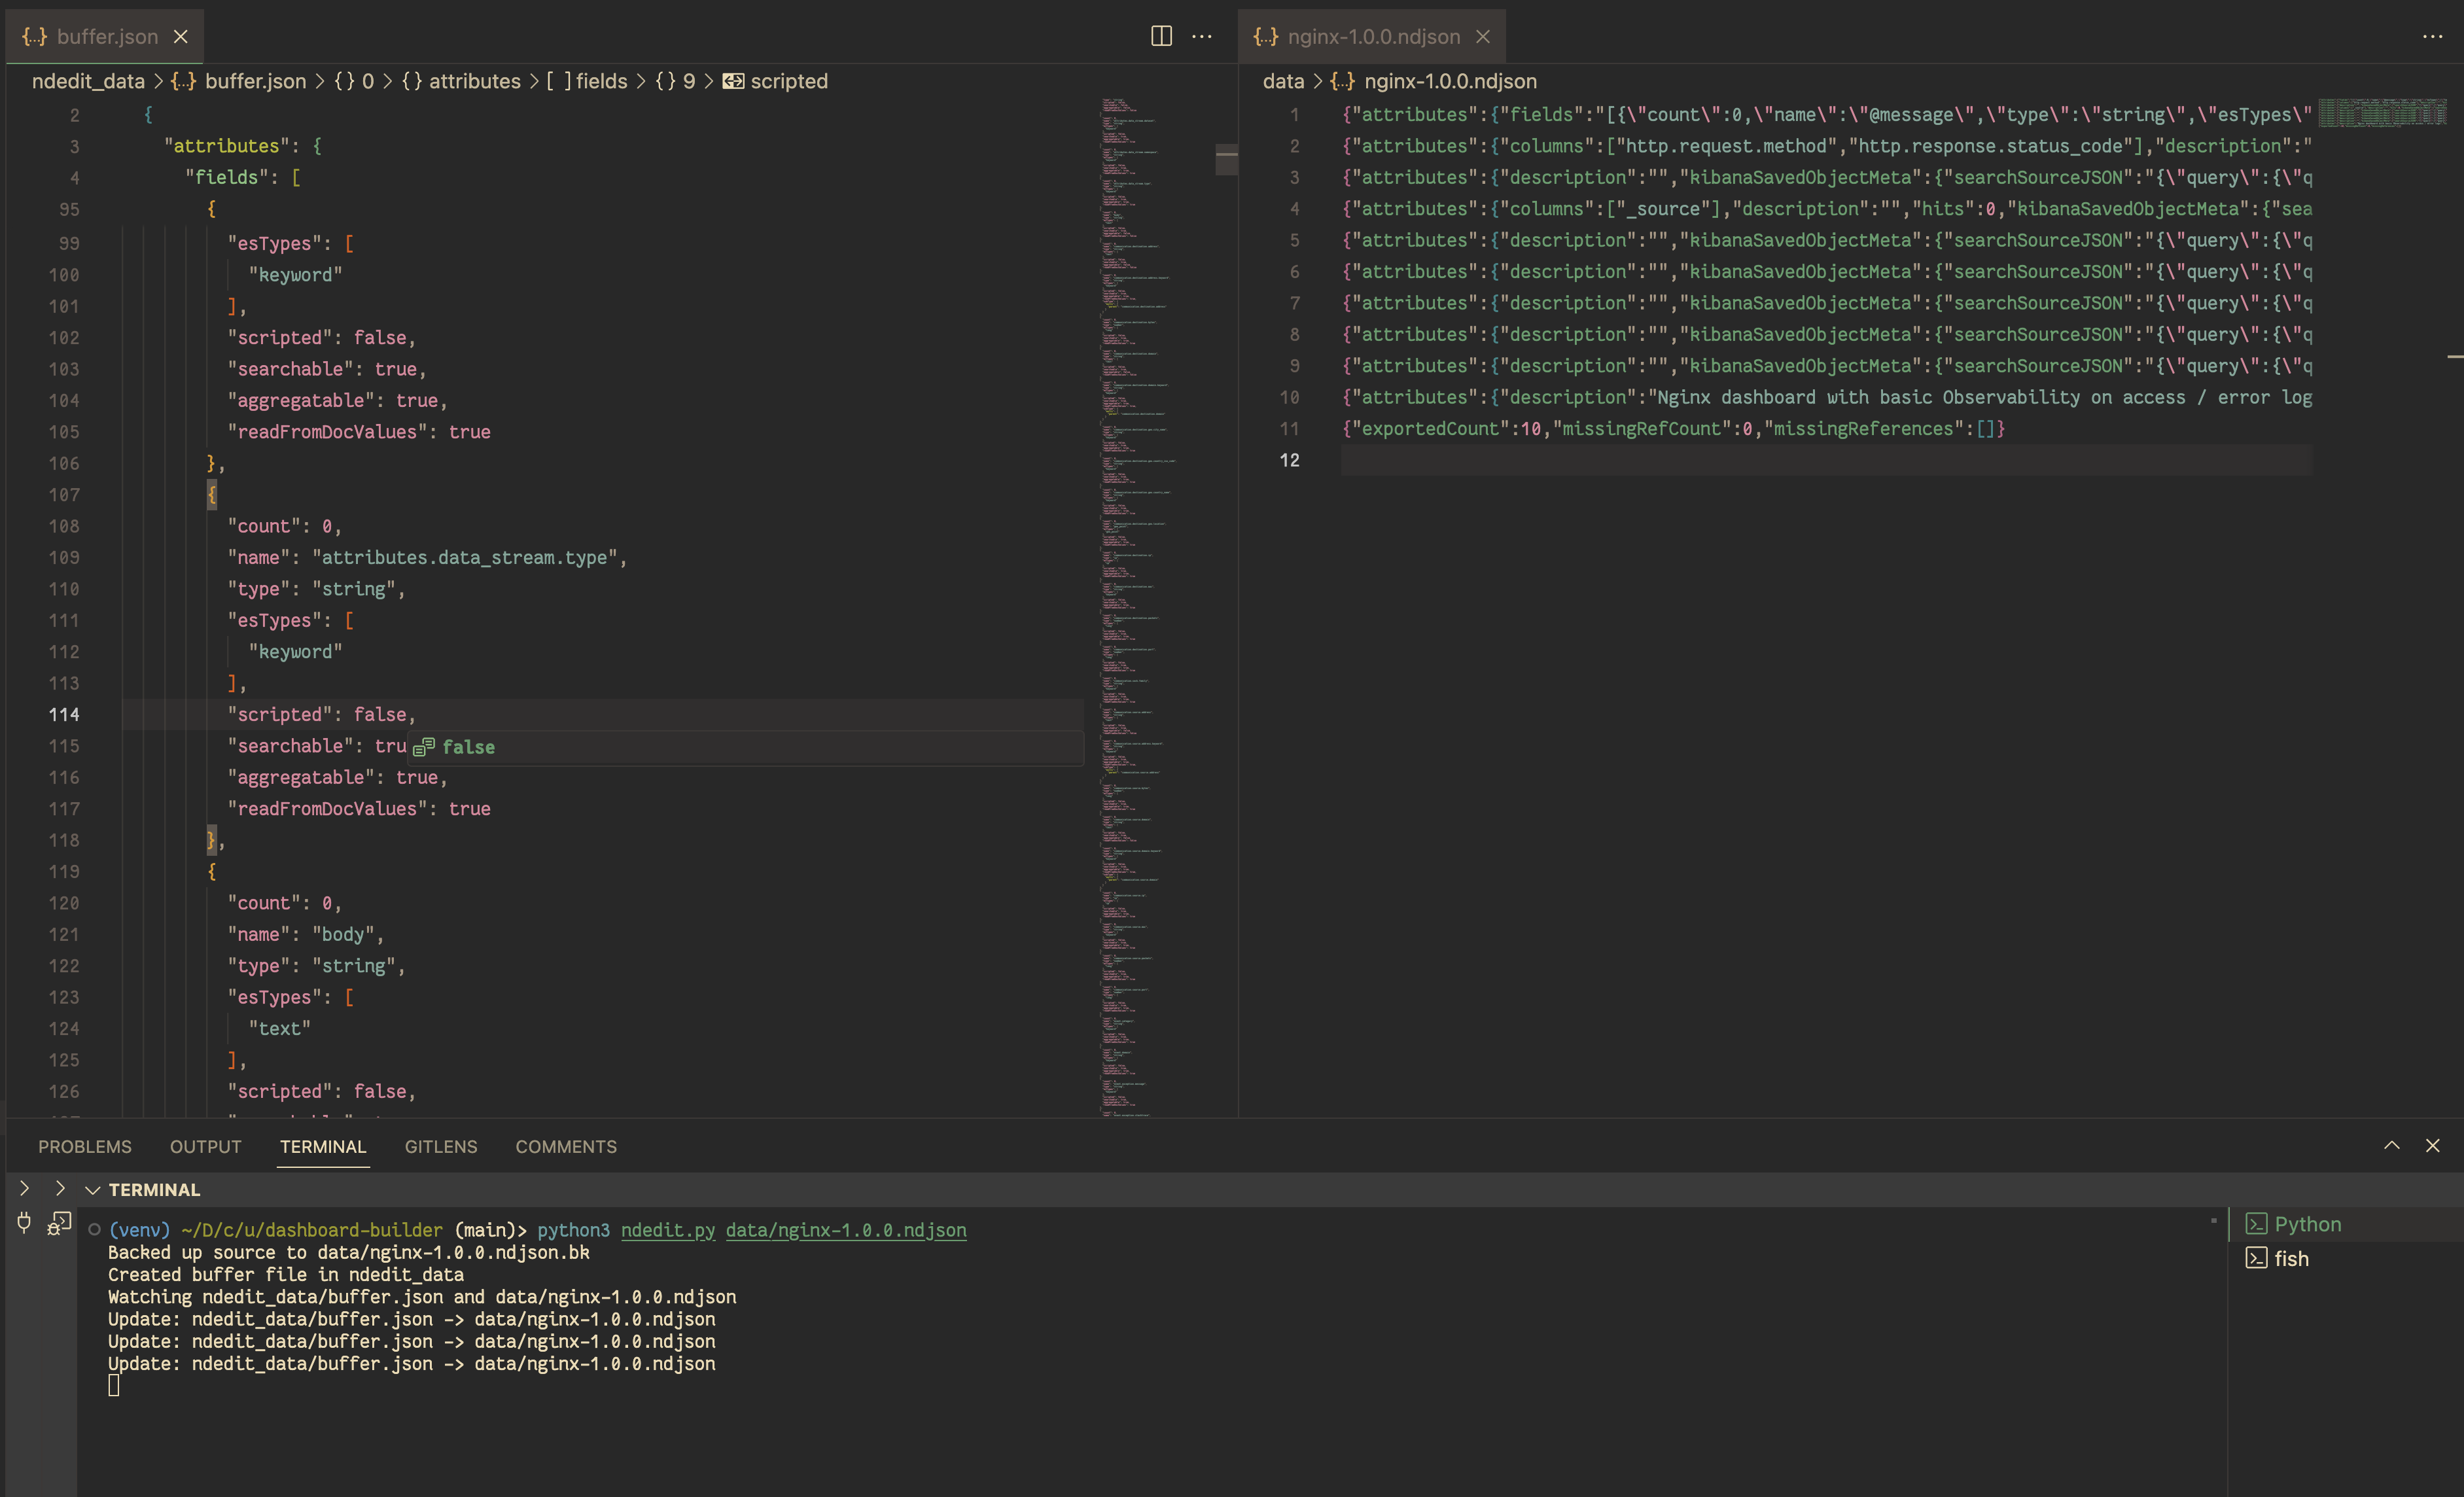 {..} buffer.json
ndedit_data > {..} buffer.json > {} 0 > {} attributes > [ ] fields > {} 9 > scripted
2 {
3 "attributes": {
4 "fields": [
95 {
99 "esTypes": [
100 "keyword"
101 ],
102 "scripted": false,
103 "searchable": true,
104 "aggregatable": true,
105 "readFromDocValues": true
106 },
107 {
108 "count": 0,
109 "name": "attributes.data_stream.type",
110 "type": "string",
111 "esTypes": [
112 "keyword"
113 ],
114 "scripted": false,
115 "searchable": tru
false
116 "aggregatable": true,
117 "readFromDocValues": true
118 },
119 {
120 "count": 0,
121 "name": "body",
122 "type": "string",
123 "esTypes": [
124 "text"
125 ],
126 "scripted": false,
{..} nginx-1.0.0.ndjson
data > {..} nginx-1.0.0.ndjson
1 {"attributes":{"fields":"[{\"count\":0,\"name\":\"@message\",\"type\":\"string\",\"esTypes\"
2 {"attributes":{"columns":["http.request.method","http.response.status_code"],"description":"
3 {"attributes":{"description":"","kibanaSavedObjectMeta":{"searchSourceJSON":"{\"query\":{\"q
4 {"attributes":{"columns":["_source"],"description":"","hits":0,"kibanaSavedObjectMeta":{"sea
5 {"attributes":{"description":"","kibanaSavedObjectMeta":{"searchSourceJSON":"{\"query\":{\"q
6 {"attributes":{"description":"","kibanaSavedObjectMeta":{"searchSourceJSON":"{\"query\":{\"q
7 {"attributes":{"description":"","kibanaSavedObjectMeta":{"searchSourceJSON":"{\"query\":{\"q
8 {"attributes":{"description":"","kibanaSavedObjectMeta":{"searchSourceJSON":"{\"query\":{\"q
9 {"attributes":{"description":"","kibanaSavedObjectMeta":{"searchSourceJSON":"{\"query\":{\"q
10 {"attributes":{"description":"Nginx dashboard with basic Observability on access / error log
11 {"exportedCount":10,"missingRefCount":0,"missingReferences":[]}
12
PROBLEMS OUTPUT TERMINAL GITLENS COMMENTS
TERMINAL
(venv) ~/D/c/u/dashboard-builder (main)> python3 ndedit.py data/nginx-1.0.0.ndjson
Backed up source to data/nginx-1.0.0.ndjson.bk
Created buffer file in ndedit_data
Watching ndedit_data/buffer.json and data/nginx-1.0.0.ndjson
Update: ndedit_data/buffer.json -> data/nginx-1.0.0.ndjson
Update: ndedit_data/buffer.json -> data/nginx-1.0.0.ndjson
Update: ndedit_data/buffer.json -> data/nginx-1.0.0.ndjson
Python
fish